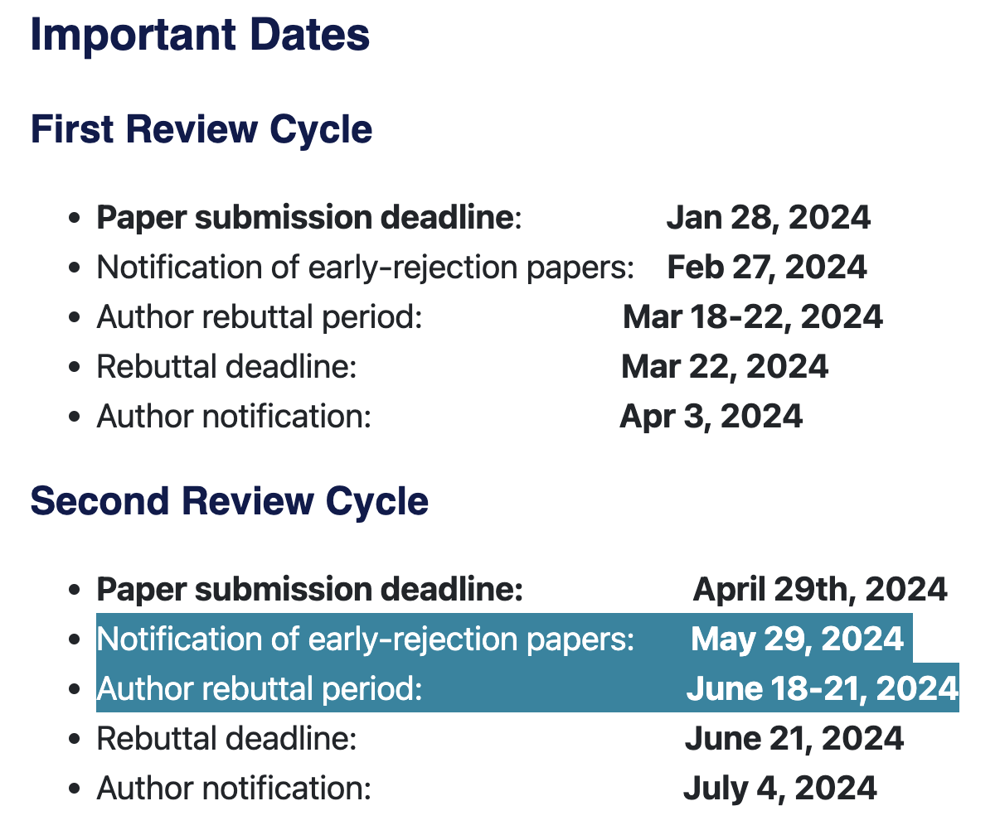 Important Dates
First Review Cycle
• Paper submission deadline: Jan 28, 2024
• Notification of early-rejection papers: Feb 27, 2024
• Author rebuttal period: Mar 18-22, 2024
• Rebuttal deadline: Mar 22, 2024
• Author notification: Apr 3, 2024
Second Review Cycle
• Paper submission deadline: April 29th, 2024
• Notification of early-rejection papers: May 29, 2024
• Author rebuttal period: June 18-21, 2024
• Rebuttal deadline: June 21, 2024
• Author notification: July 4, 2024